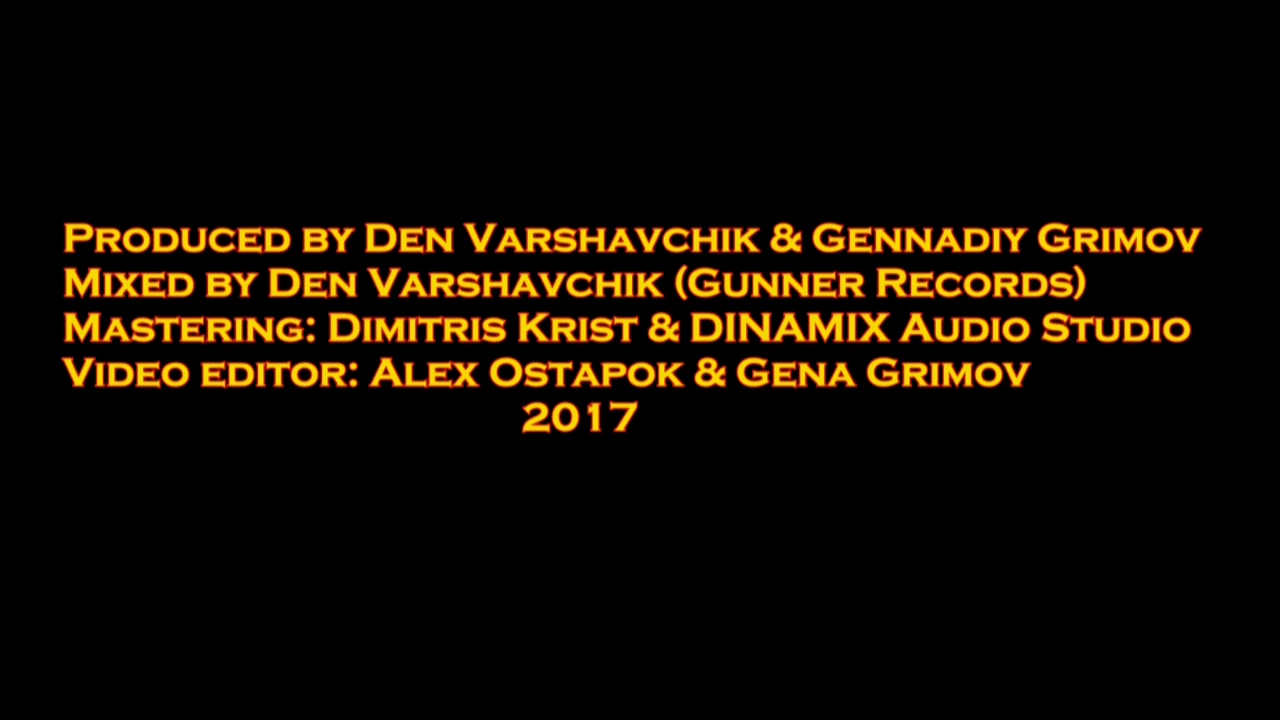 Produced by Den Varshavchik & Gennadiy Grimov
Mixed by Den Varshavchik (Gunner Records)
Mastering: Dimitris Krist & DINAMIX Audio Studio
Video editor: Alex Ostapok & Gena Grimov
2017